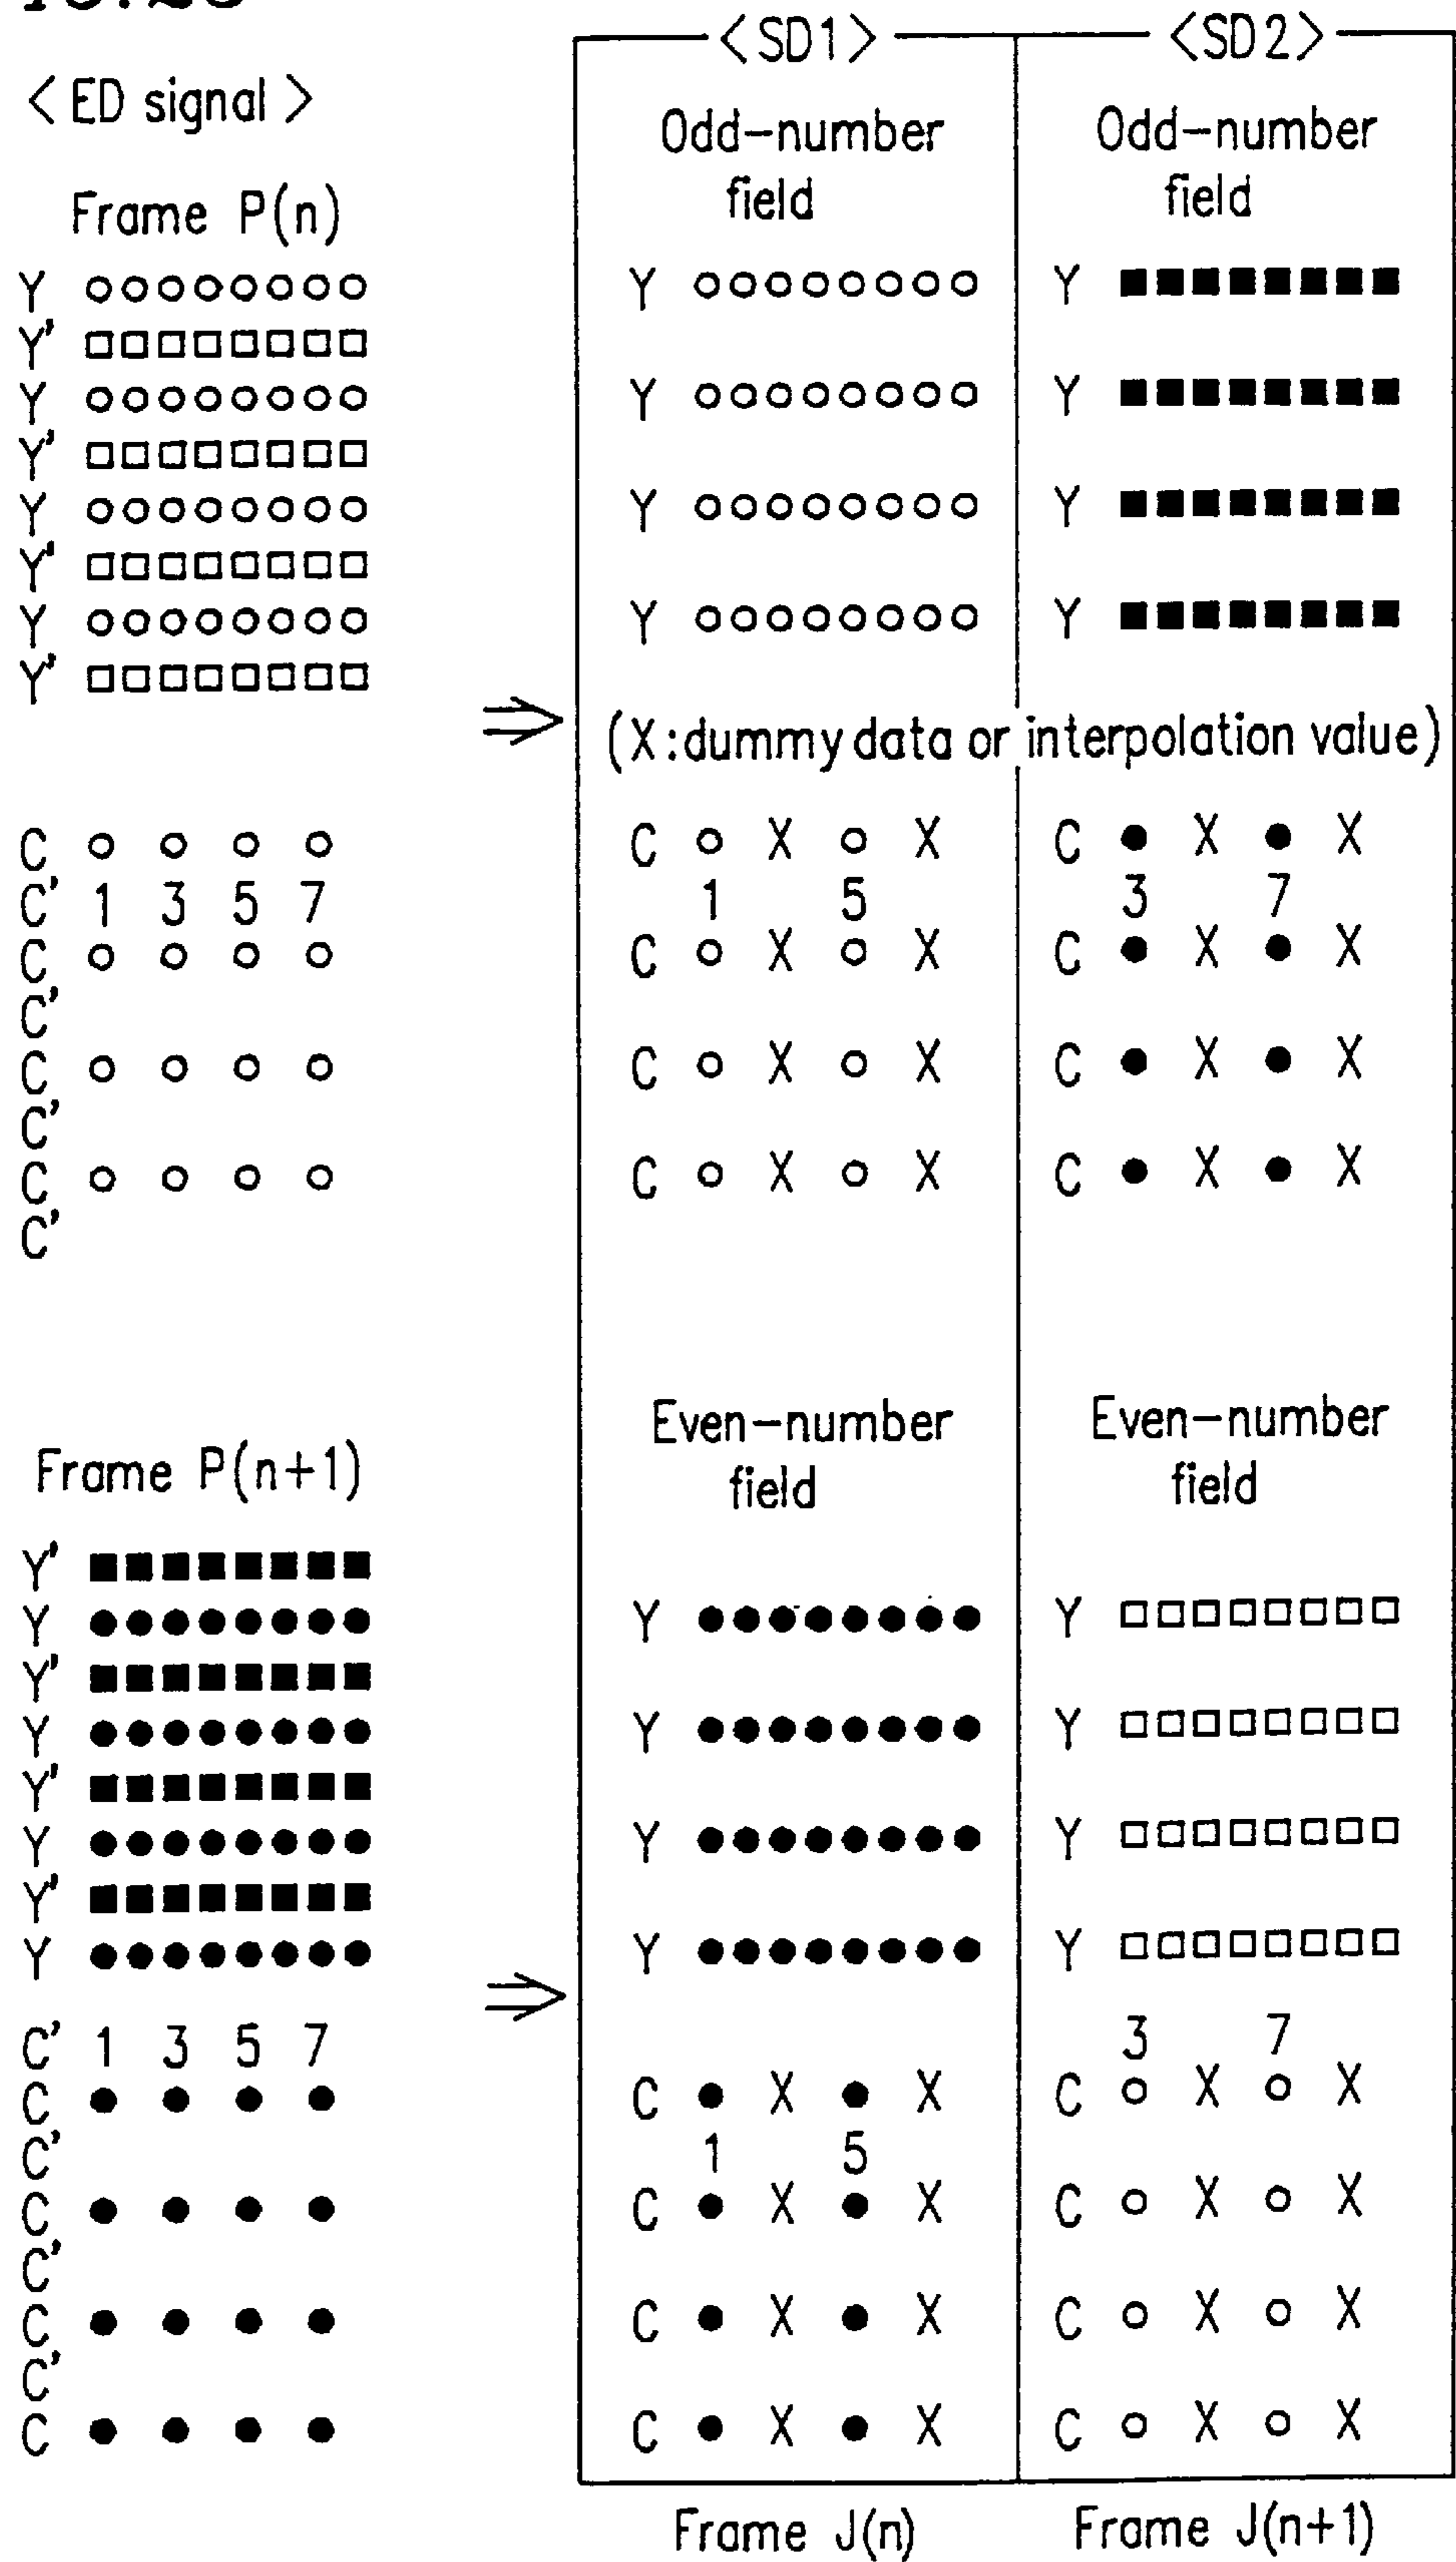 < ED signal >
Frame P(n)
Y
Y'
Y
Y'
Y
Y'
Y
Y'
C
C' 1 3 5 7
C
C'
C
C'
C
C'
Frame P(n+1)
Y'
Y
Y'
Y
Y'
Y
Y'
Y
C' 1 3 5 7
C
C'
C
C'
C
C'
C
<SD1>
Odd-number
field
Y
Y
Y
Y
<SD2>
Odd-number
field
Y
Y
Y
Y
(X:dummy data or interpolation value)
C X X
1 5
C X X
C X X
C X X
C X X
3 7
C X X
C X X
C X X
Even-number
field
Y
Y
Y
Y
C X X
1 5
C X X
C X X
C X X
Frame J(n)
Even-number
field
Y
Y
Y
Y
3 7
C X X
C X X
C X X
C X X
Frame J(n+1)